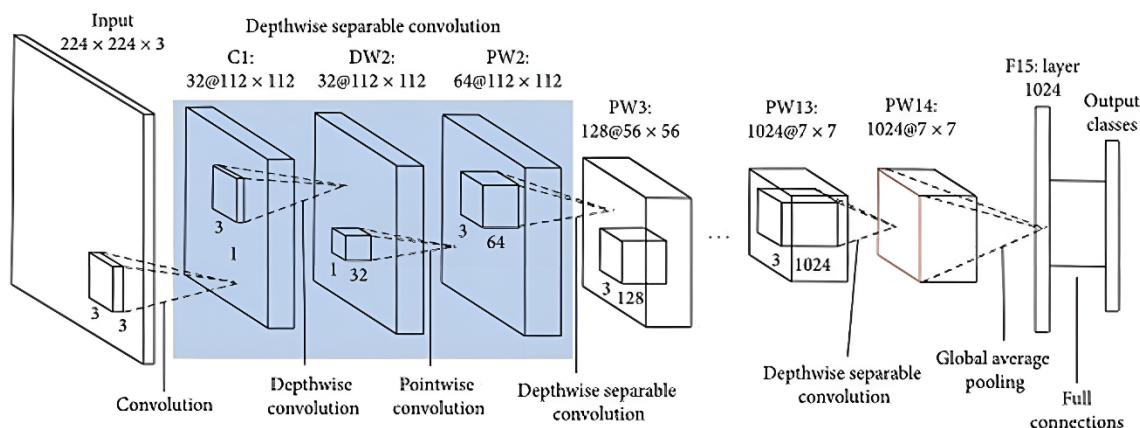 Input
224 × 224 × 3
Depthwise separable convolution
C1:
32@112 × 112
DW2:
32@112 × 112
PW2:
64@112 × 112
PW3:
128@56 × 56
PW13:
1024@7 × 7
PW14:
1024@7 × 7
F15: layer
1024
Output
classes
3
3
3
1
1
32
3
64
3
128
...
3
1024
Convolution
Depthwise
convolution
Pointwise
convolution
Depthwise separable
convolution
Depthwise separable
convolution
Global average
pooling
Full
connections